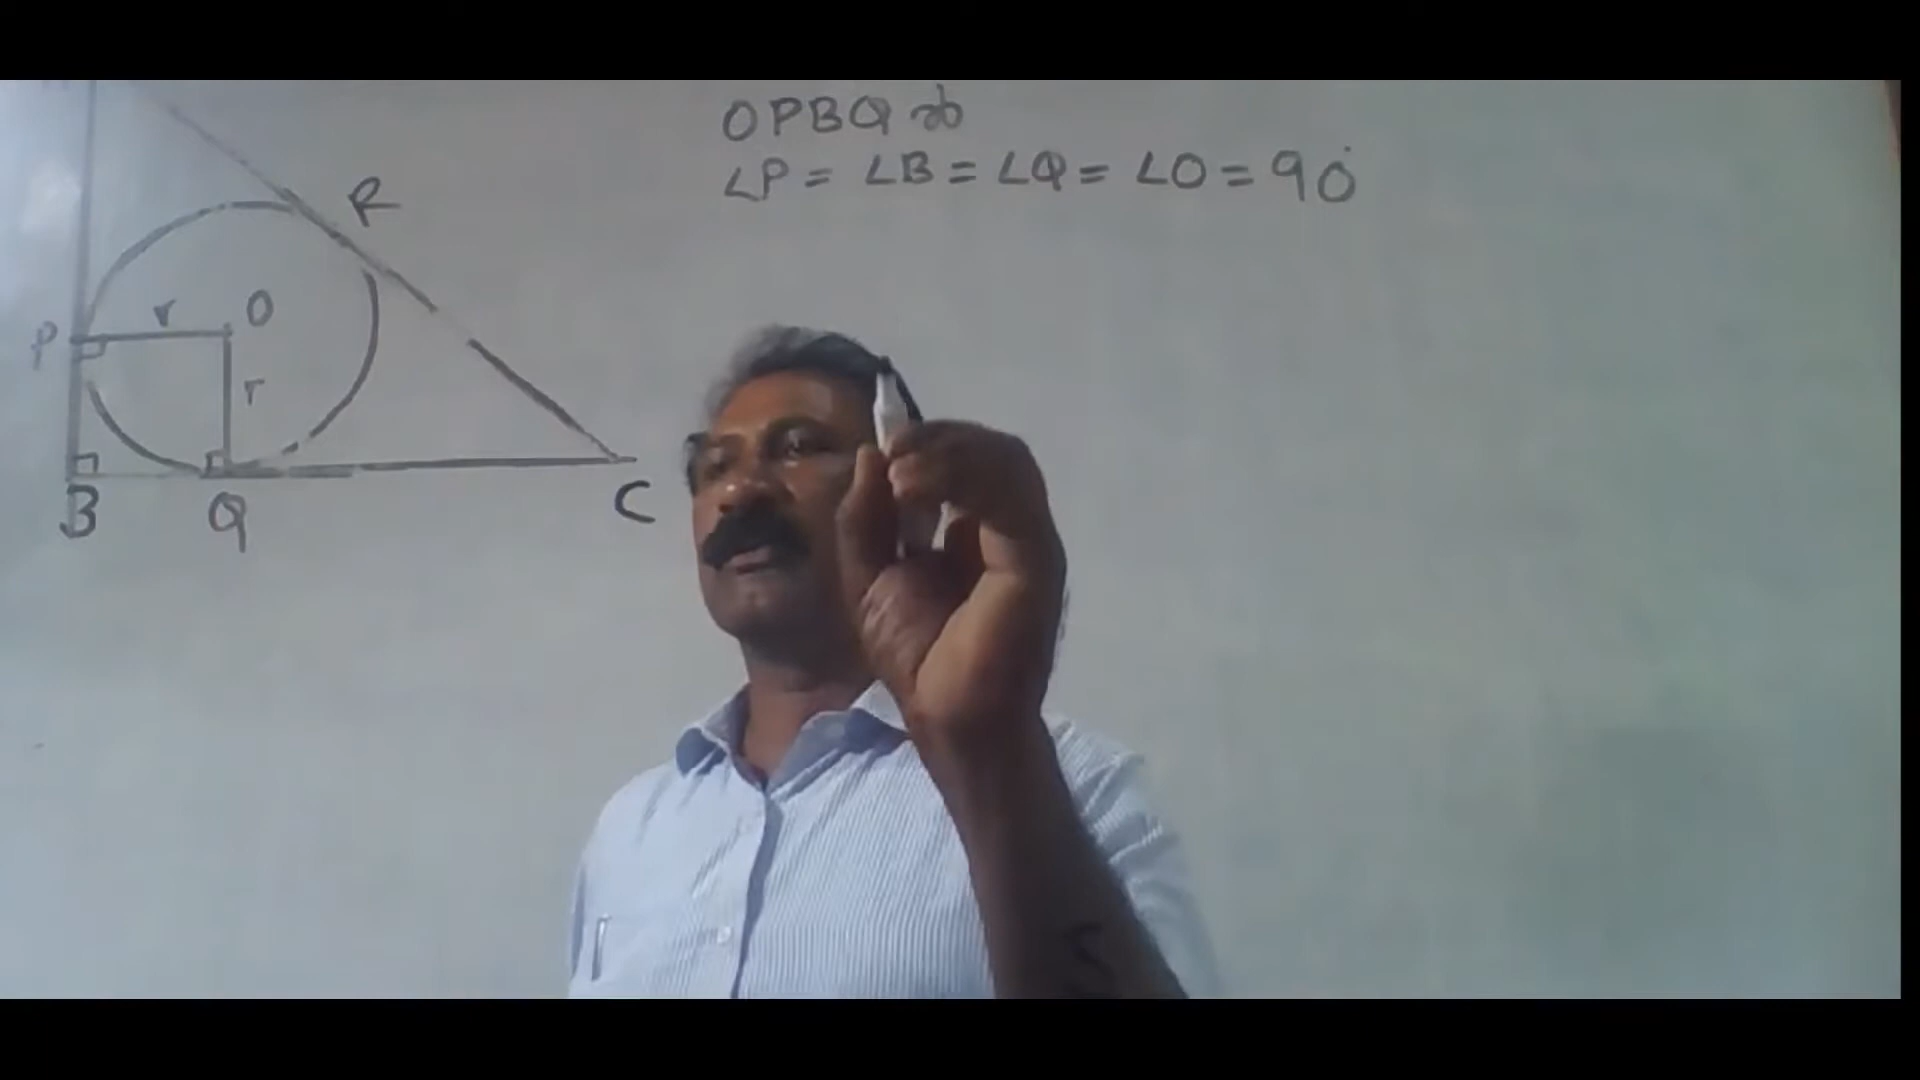 OPBQ ൽ
∠P = ∠B = ∠Q = ∠O = 90°
R
O
r
P
r
B
Q
C